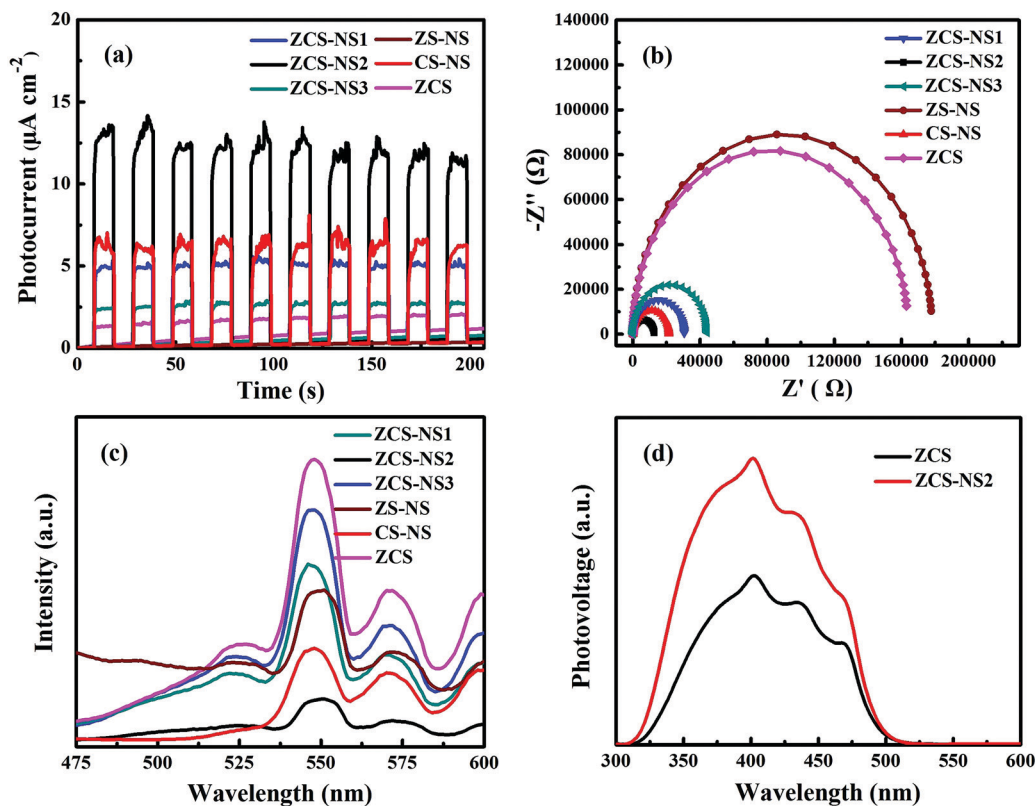 (a)
ZCS-NS1
ZS-NS
ZCS-NS2
CS-NS
ZCS-NS3
ZCS
20
15
10
5
0
Photocurrent (μA cm⁻²)
0
50
100
150
200
Time (s)
(b)
ZCS-NS1
ZCS-NS2
ZCS-NS3
ZS-NS
CS-NS
ZCS
140000
120000
100000
80000
60000
40000
20000
0
-Z'' (Ω)
0
40000
80000
120000
160000
200000
Z' ( Ω)
(c)
ZCS-NS1
ZCS-NS2
ZCS-NS3
ZS-NS
CS-NS
ZCS
Intensity (a.u.)
475
500
525
550
575
600
Wavelength (nm)
(d)
ZCS
ZCS-NS2
Photovoltage (a.u.)
300
350
400
450
500
550
600
Wavelength (nm)